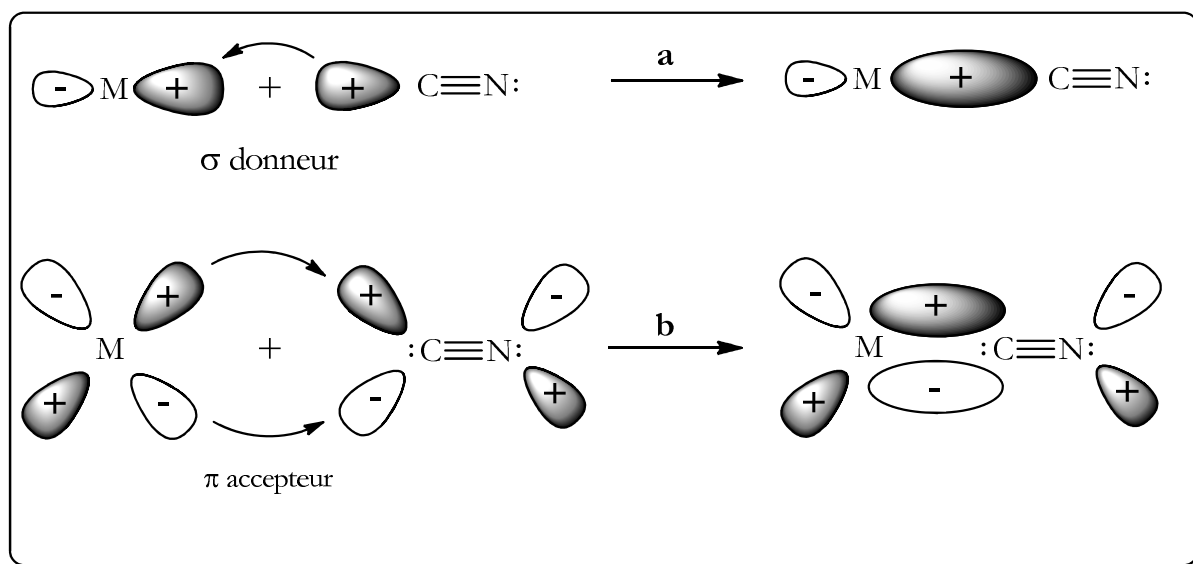 a
- M + + + C≡N: - M + C≡N:
σ donneur
- + + - - + -
M + :C≡N: b M :C≡N:
+ - - + + - +
π accepteur